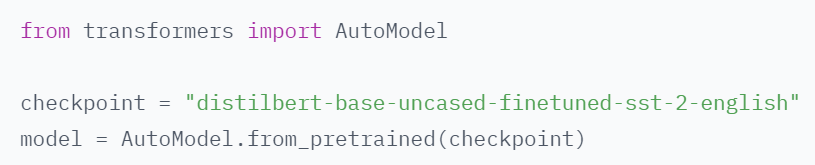 from transformers import AutoModel
checkpoint = "distilbert-base-uncased-finetuned-sst-2-english"
model = AutoModel.from_pretrained(checkpoint)